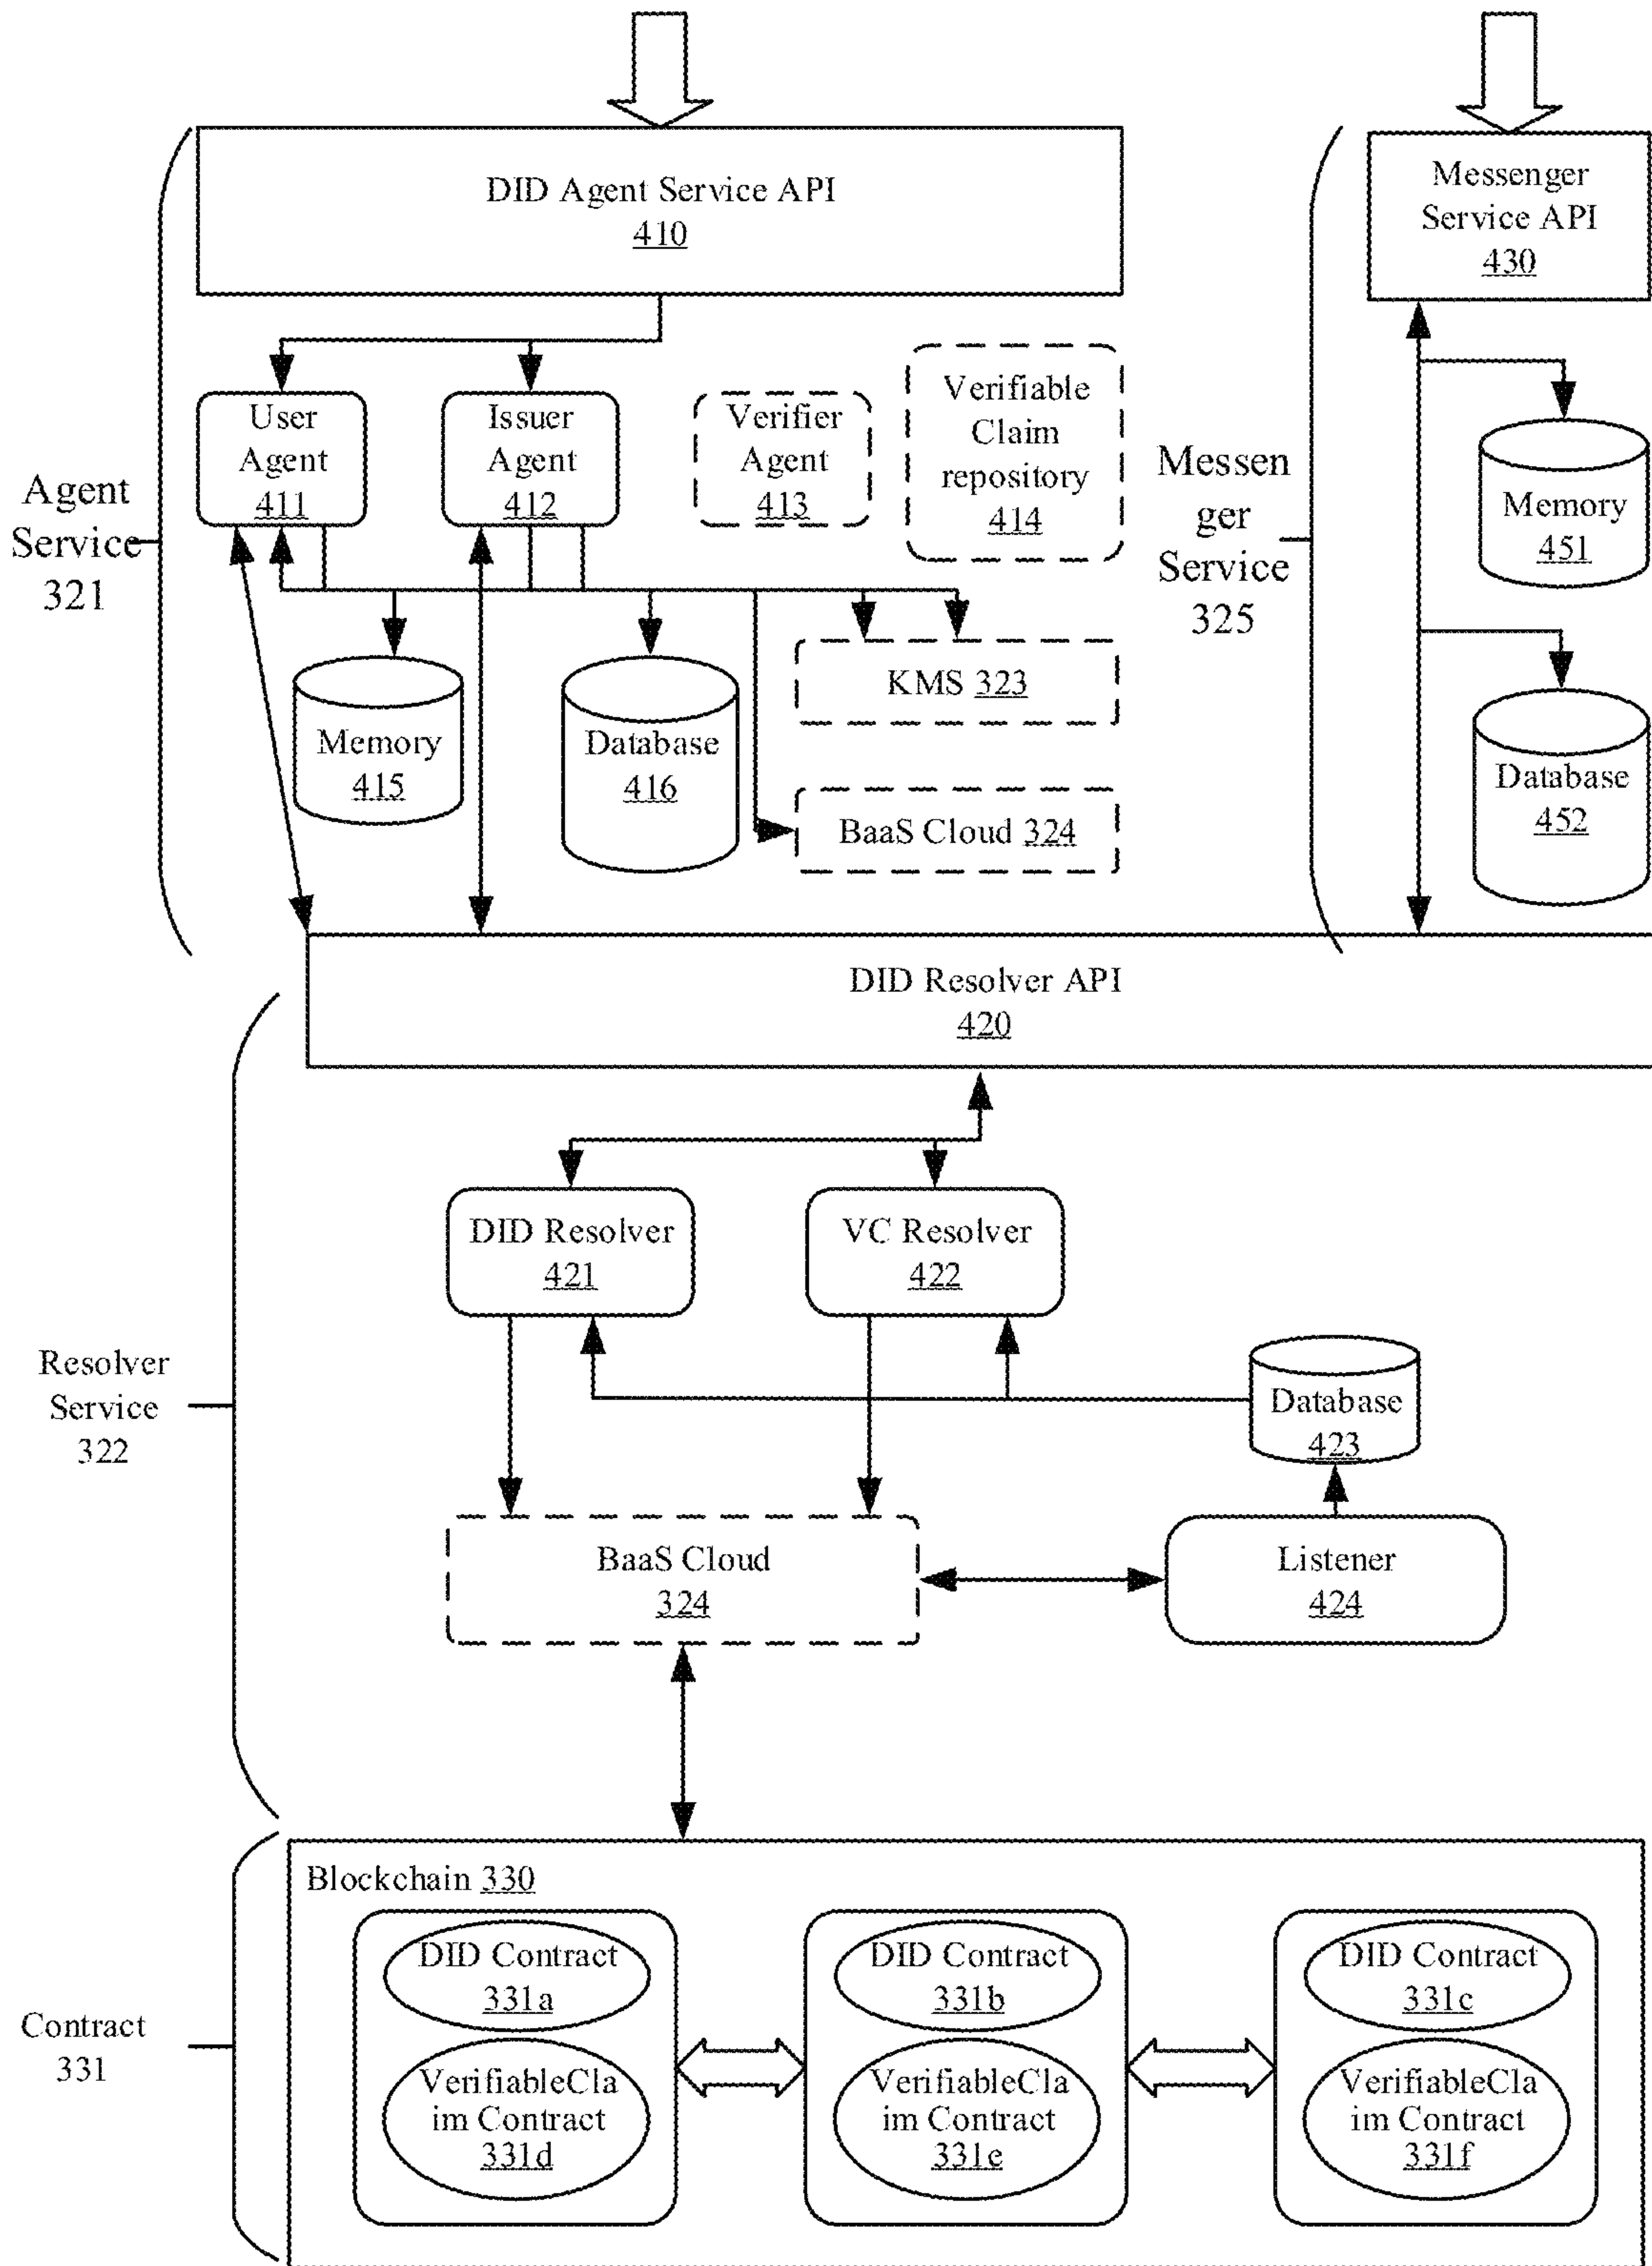 DID Agent Service API
410
Messenger
Service API
430
User
Agent
411
Issuer
Agent
412
Verifier
Agent
413
Verifiable
Claim
repository
414
Agent
Service
321
Messen
ger
Service
325
Memory
451
KMS 323
Memory
415
Database
416
BaaS Cloud 324
Database
452
DID Resolver API
420
DID Resolver
421
VC Resolver
422
Resolver
Service
322
Database
423
BaaS Cloud
324
Listener
424
Blockchain 330
DID Contract
331a
DID Contract
331b
DID Contract
331c
Contract
331
VerifiableCla
im Contract
331d
VerifiableCla
im Contract
331e
VerifiableCla
im Contract
331f